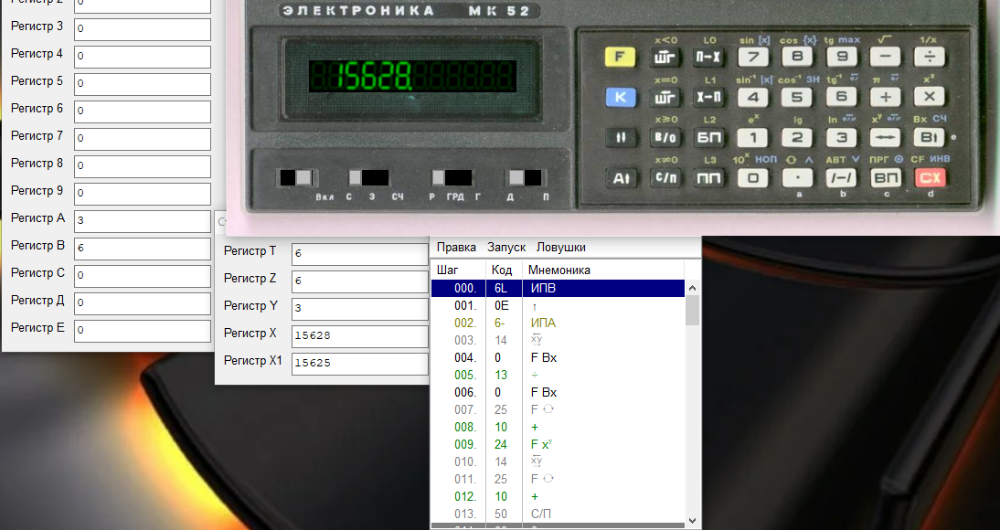 Регистр 2 0
Регистр 3 0
Регистр 4 0
Регистр 5 0
Регистр 6 0
Регистр 7 0
Регистр 8 0
Регистр 9 0
Регистр A 3
Регистр B 6
Регистр C 0
Регистр Д 0
Регистр E 0
ЭЛЕКТРОНИКА МК 52
15628.
Вкл С З СЧ Р ГРД Г Д П
x<0 L0 sin [x] cos {x} tg max √ 1/x
F ШГ П→X 7 8 9 − ÷
x=0 L1 sin⁻¹ |x| cos⁻¹ ЗН tg⁻¹ π x²
K ШГ X→П 4 5 6 + ×
x≥0 L2 eˣ lg ln xʸ Bx СЧ
↑↓ В/О БП 1 2 3 ↔ B↑
x≠0 L3 10ˣ НОП ∧ АВТ ∨ ПРГ ⊕ CF ИНВ
A↑ С/П ПП 0 · /−/ ВП CX
a b c d
Регистр T 6
Регистр Z 6
Регистр Y 3
Регистр X 15628
Регистр X1 15625
Правка Запуск Ловушки
Шаг Код Мнемоника
000. 6L ИПВ
001. 0E ↑
002. 6- ИПА
003. 14 xy
004. 0 F Bx
005. 13 ÷
006. 0 F Bx
007. 25 F
008. 10 +
009. 24 F xʸ
010. 14 xy
011. 25 F
012. 10 +
013. 50 С/П